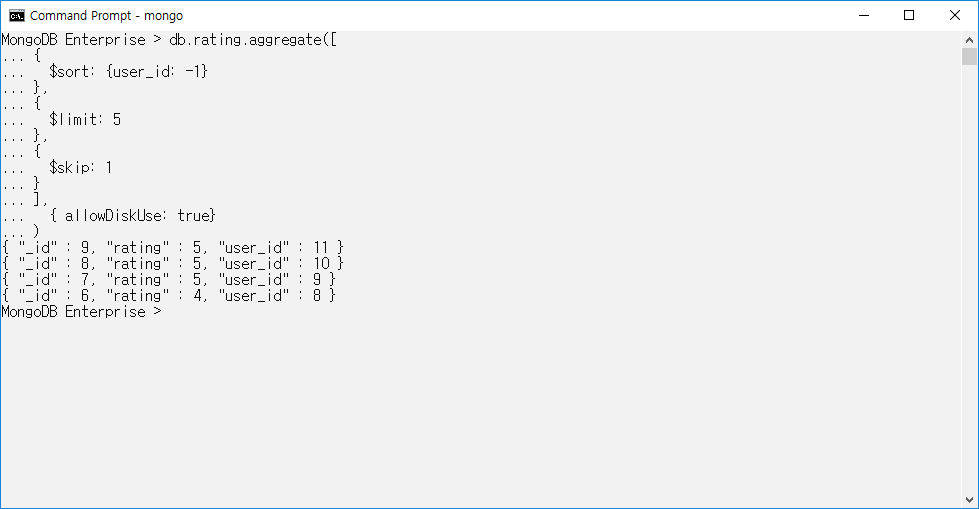 Command Prompt - mongo
MongoDB Enterprise > db.rating.aggregate([
... {
...   $sort: {user_id: -1}
... },
... {
...   $limit: 5
... },
... {
...   $skip: 1
... }
... ],
...   { allowDiskUse: true}
... )
{ "_id" : 9, "rating" : 5, "user_id" : 11 }
{ "_id" : 8, "rating" : 5, "user_id" : 10 }
{ "_id" : 7, "rating" : 5, "user_id" : 9 }
{ "_id" : 6, "rating" : 4, "user_id" : 8 }
MongoDB Enterprise >